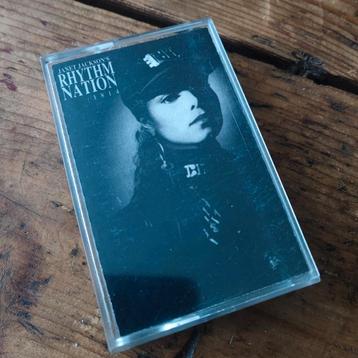 JANET JACKSON'S
RHYTHM
NATION
1814